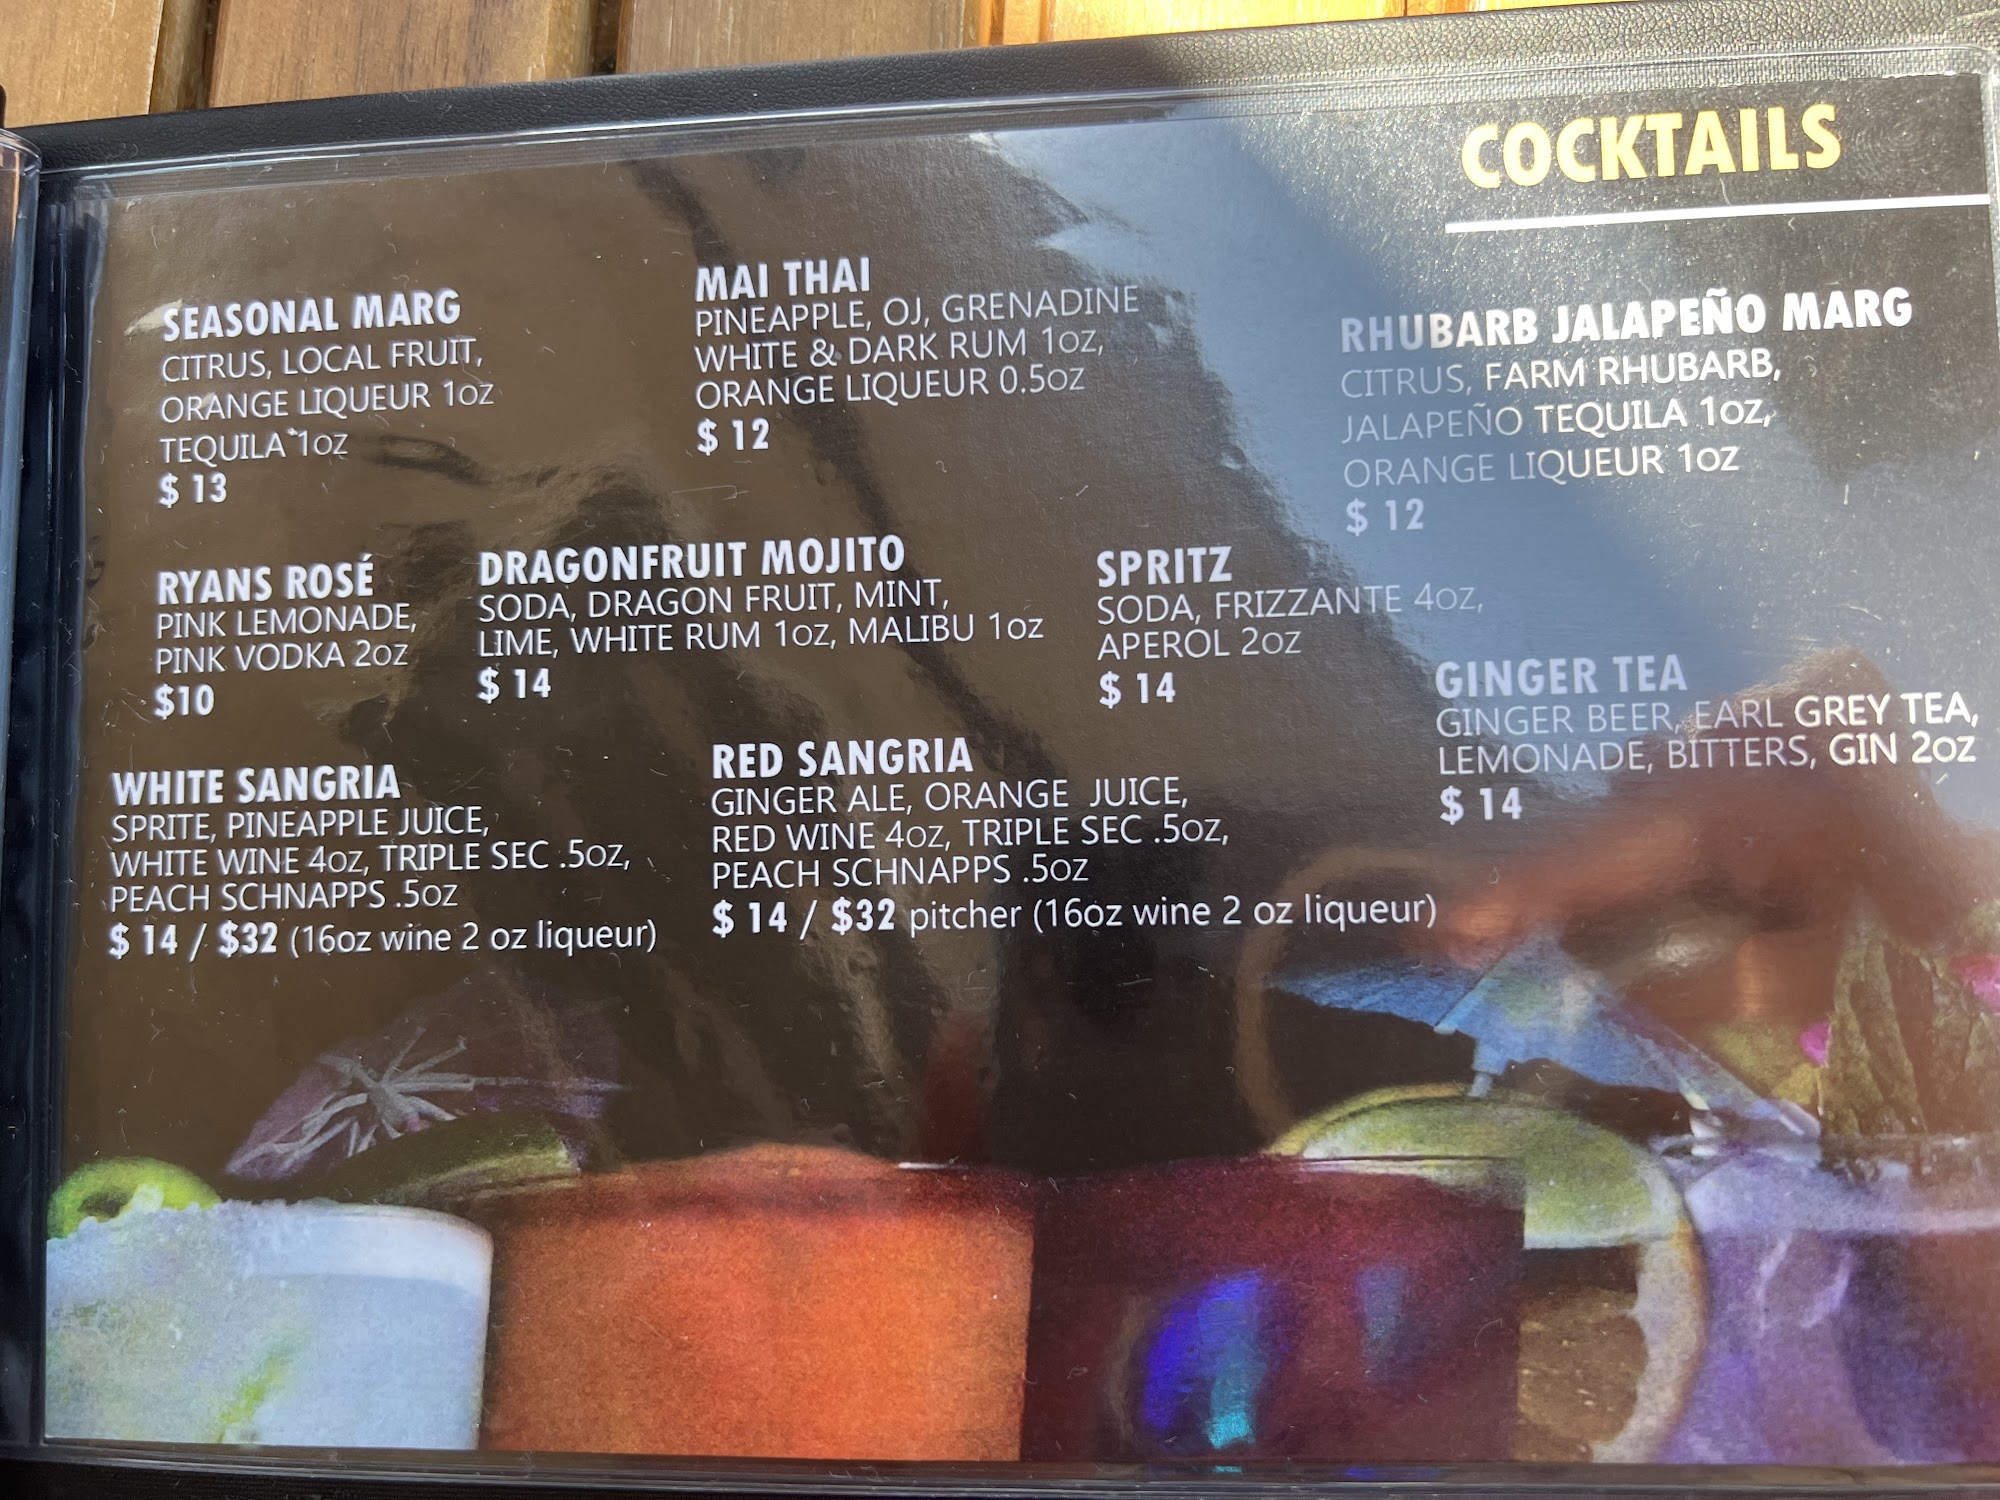 COCKTAILS
SEASONAL MARG
CITRUS, LOCAL FRUIT,
ORANGE LIQUEUR 1oz
TEQUILA 1oz
$ 13
MAI THAI
PINEAPPLE, OJ, GRENADINE
WHITE & DARK RUM 1oz,
ORANGE LIQUEUR 0.5oz
$ 12
RHUBARB JALAPEÑO MARG
CITRUS, FARM RHUBARB,
JALAPEÑO TEQUILA 1oz,
ORANGE LIQUEUR 1oz
$ 12
RYANS ROSÉ
PINK LEMONADE,
PINK VODKA 2oz
$10
DRAGONFRUIT MOJITO
SODA, DRAGON FRUIT, MINT,
LIME, WHITE RUM 1oz, MALIBU 1oz
$ 14
SPRITZ
SODA, FRIZZANTE 4oz,
APEROL 2oz
$ 14
GINGER TEA
GINGER BEER, EARL GREY TEA,
LEMONADE, BITTERS, GIN 2oz
$ 14
WHITE SANGRIA
SPRITE, PINEAPPLE JUICE,
WHITE WINE 4oz, TRIPLE SEC .5oz,
PEACH SCHNAPPS .5oz
$ 14 / $32 (16oz wine 2 oz liqueur)
RED SANGRIA
GINGER ALE, ORANGE JUICE,
RED WINE 4oz, TRIPLE SEC .5oz,
PEACH SCHNAPPS .5oz
$ 14 / $32 pitcher (16oz wine 2 oz liqueur)